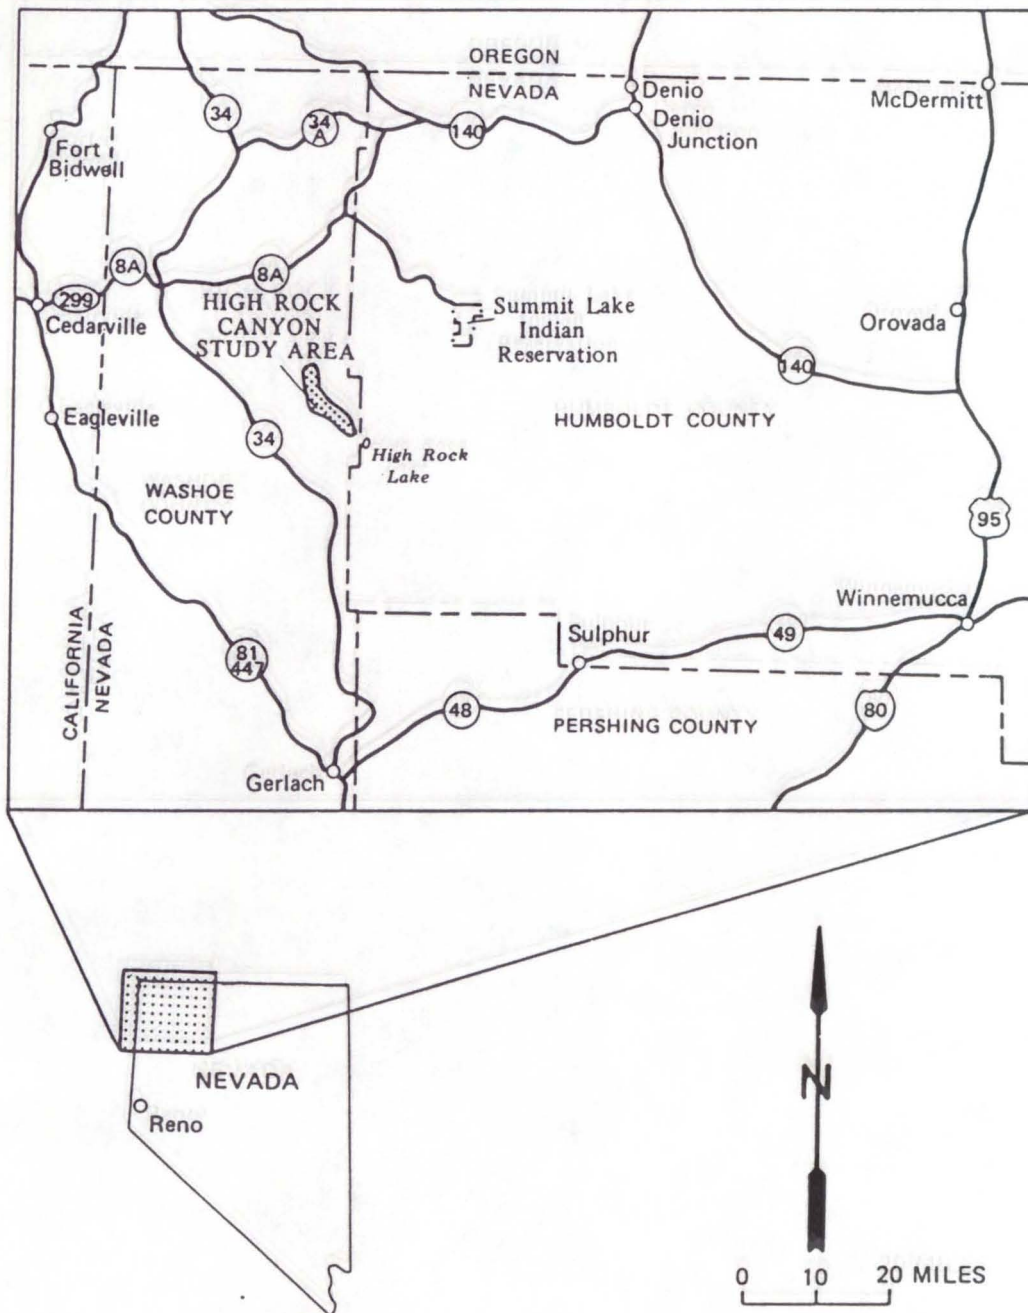 OREGON
NEVADA
Denio
Denio
Junction
McDermitt
34
34
A
140
Fort
Bidwell
8A
8A
299
Cedarville
HIGH ROCK
CANYON
STUDY AREA
Summit Lake
Indian
Reservation
Orovada
140
Eagleville
34
HUMBOLDT COUNTY
High Rock
Lake
WASHOE
COUNTY
95
Winnemucca
Sulphur
49
81
447
CALIFORNIA
NEVADA
48
PERSHING COUNTY
80
Gerlach
NEVADA
Reno
N
0 10 20 MILES